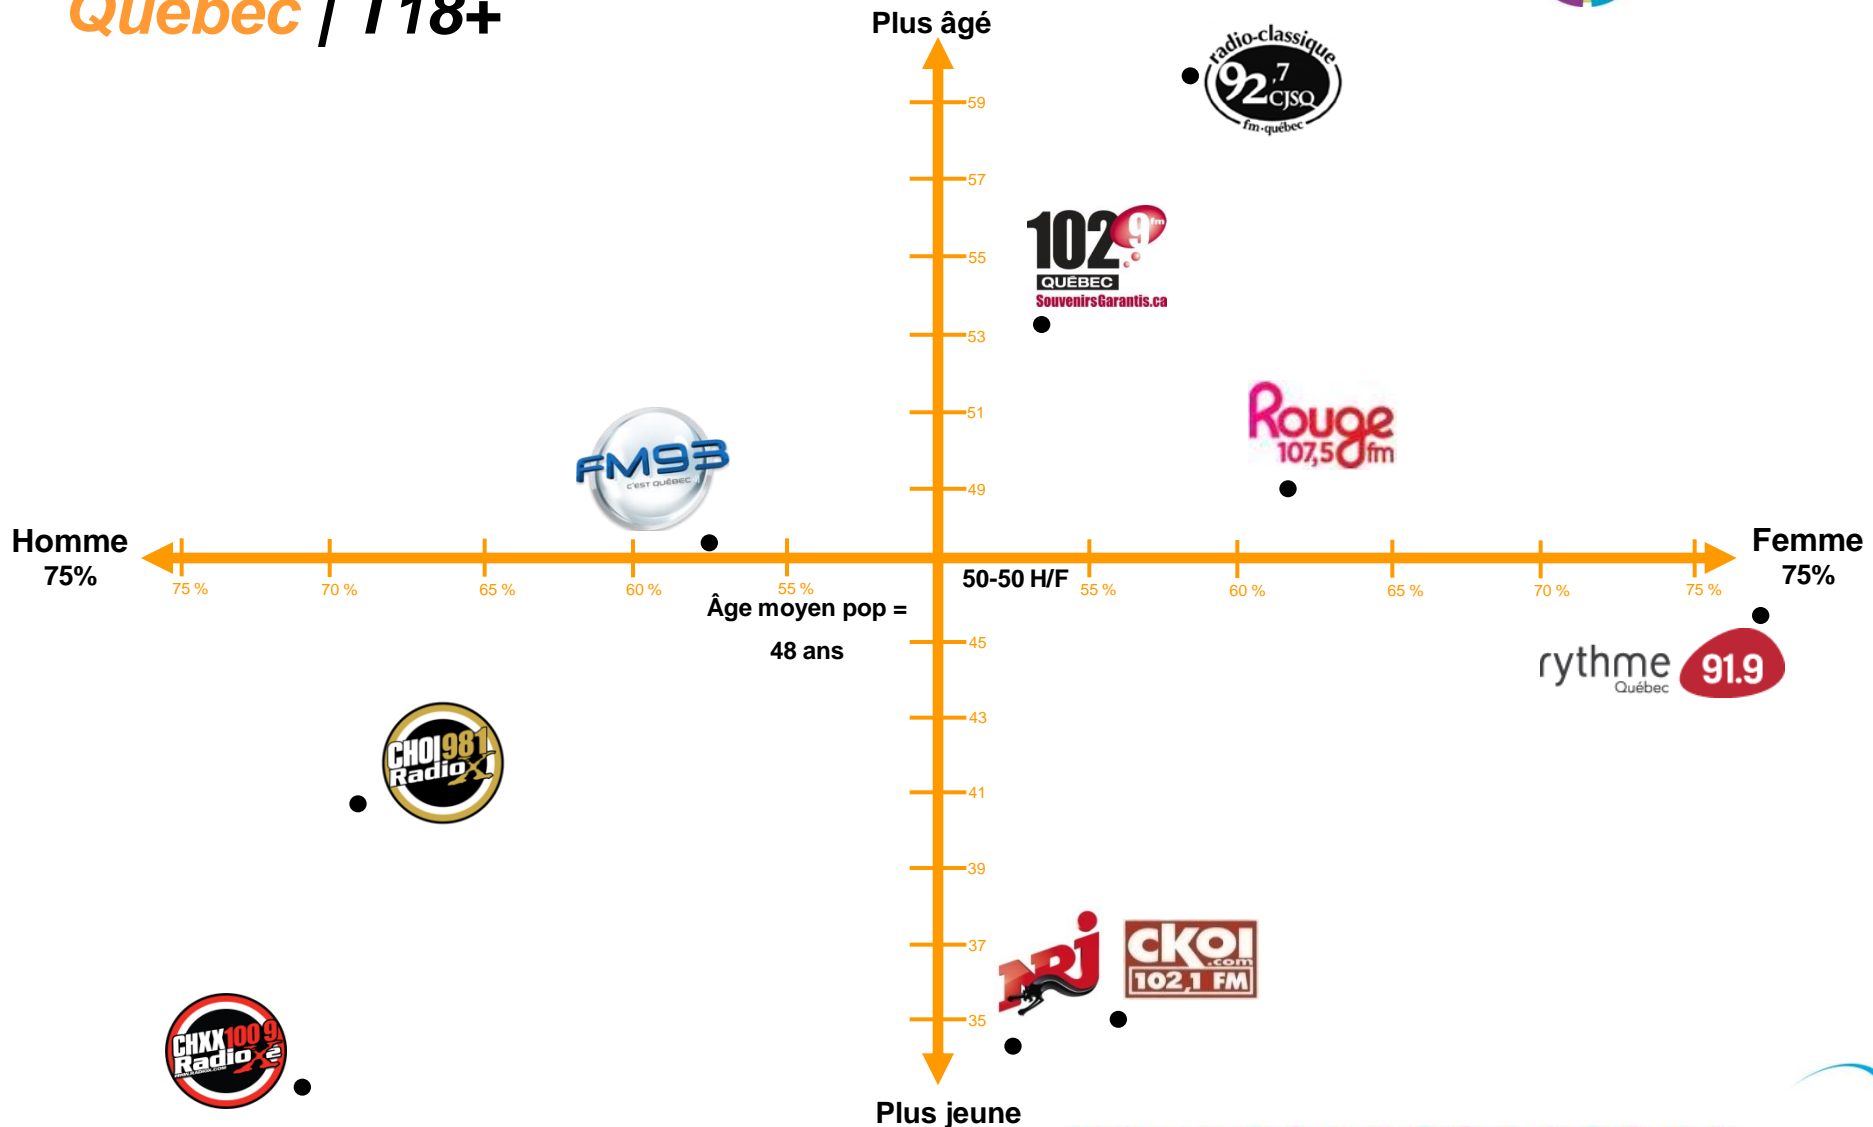 Québec | T18+
Plus âgé
radio-classique
92,7
CJSQ
fm-québec
59
57
102,9 fm
QUÉBEC
SouvenirsGarantis.ca
55
53
51
Rouge
107,5 fm
FM93
C'EST QUÉBEC
49
Homme
75%
Femme
75%
75 %
70 %
65 %
60 %
55 %
50-50 H/F
55 %
60 %
65 %
70 %
75 %
Âge moyen pop =
48 ans
45
rythme
Québec
91.9
43
CHOI 981
Radio X
41
39
37
NRJ
CKOI
.com
102,1 FM
35
CHXX 100 9
Radio X2
Plus jeune